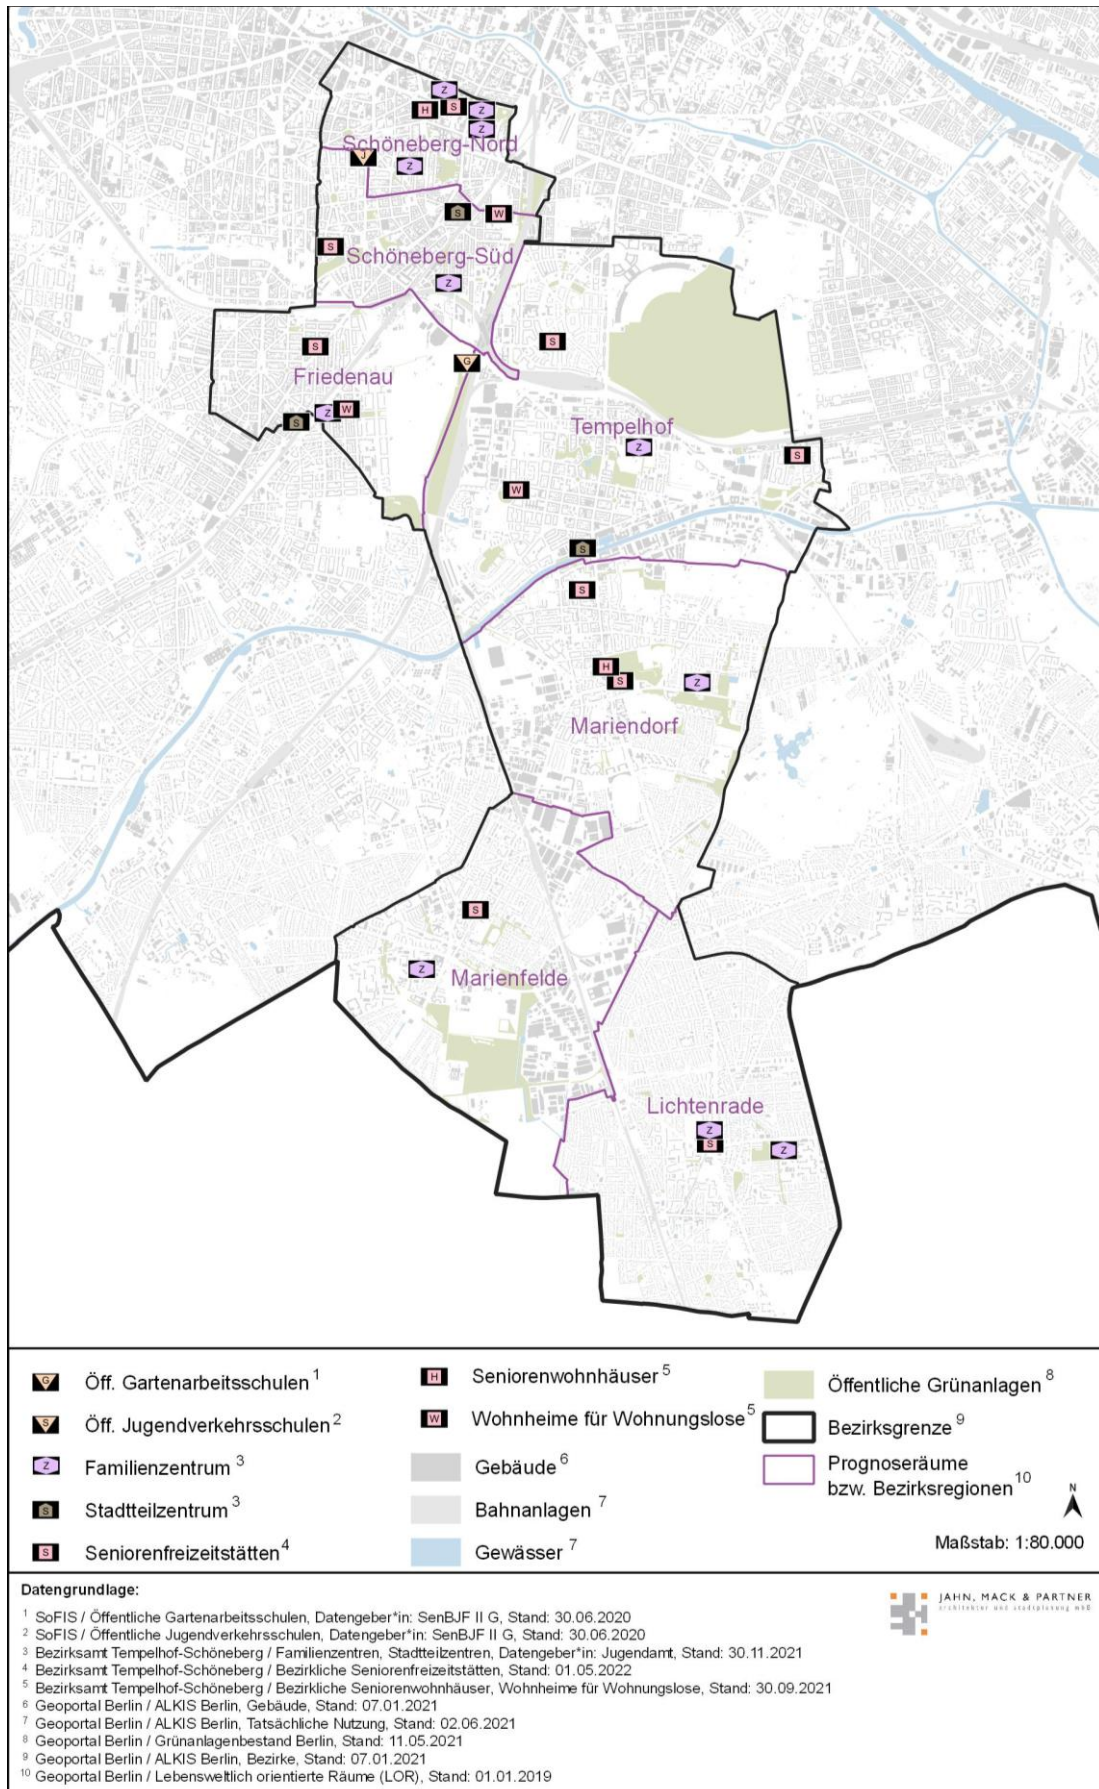 Z
H
S
Z
Z
Schöneberg-Nord
J
Z
S
W
S
Schöneberg-Süd
Z
S
S
G
Friedenau
Z
W
S
Tempelhof
Z
S
W
S
S
H
S
Z
Mariendorf
S
Z
Marienfelde
Lichtenrade
Z
S
Z
G
Öff. Gartenarbeitsschulen 1
S
Öff. Jugendverkehrsschulen 2
Z
Familienzentrum 3
S
Stadtteilzentrum 3
S
Seniorenfreizeitstätten 4
H
Seniorenwohnhäuser 5
W
Wohnheime für Wohnungslose 5
Gebäude 6
Bahnanlagen 7
Gewässer 7
Öffentliche Grünanlagen 8
Bezirksgrenze 9
Prognoseräume
bzw. Bezirksregionen 10
N
Maßstab: 1:80.000
Datengrundlage:
1 SoFIS / Öffentliche Gartenarbeitsschulen, Datengeber*in: SenBJF II G, Stand: 30.06.2020
2 SoFIS / Öffentliche Jugendverkehrsschulen, Datengeber*in: SenBJF II G, Stand: 30.06.2020
3 Bezirksamt Tempelhof-Schöneberg / Familienzentren, Stadtteilzentren, Datengeber*in: Jugendamt, Stand: 30.11.2021
4 Bezirksamt Tempelhof-Schöneberg / Bezirkliche Seniorenfreizeitstätten, Stand: 01.05.2022
5 Bezirksamt Tempelhof-Schöneberg / Bezirkliche Seniorenwohnhäuser, Wohnheime für Wohnungslose, Stand: 30.09.2021
6 Geoportal Berlin / ALKIS Berlin, Gebäude, Stand: 07.01.2021
7 Geoportal Berlin / ALKIS Berlin, Tatsächliche Nutzung, Stand: 02.06.2021
8 Geoportal Berlin / Grünanlagenbestand Berlin, Stand: 11.05.2021
9 Geoportal Berlin / ALKIS Berlin, Bezirke, Stand: 07.01.2021
10 Geoportal Berlin / Lebensweltlich orientierte Räume (LOR), Stand: 01.01.2019
JAHN, MACK & PARTNER
architektur und stadtplanung mbB